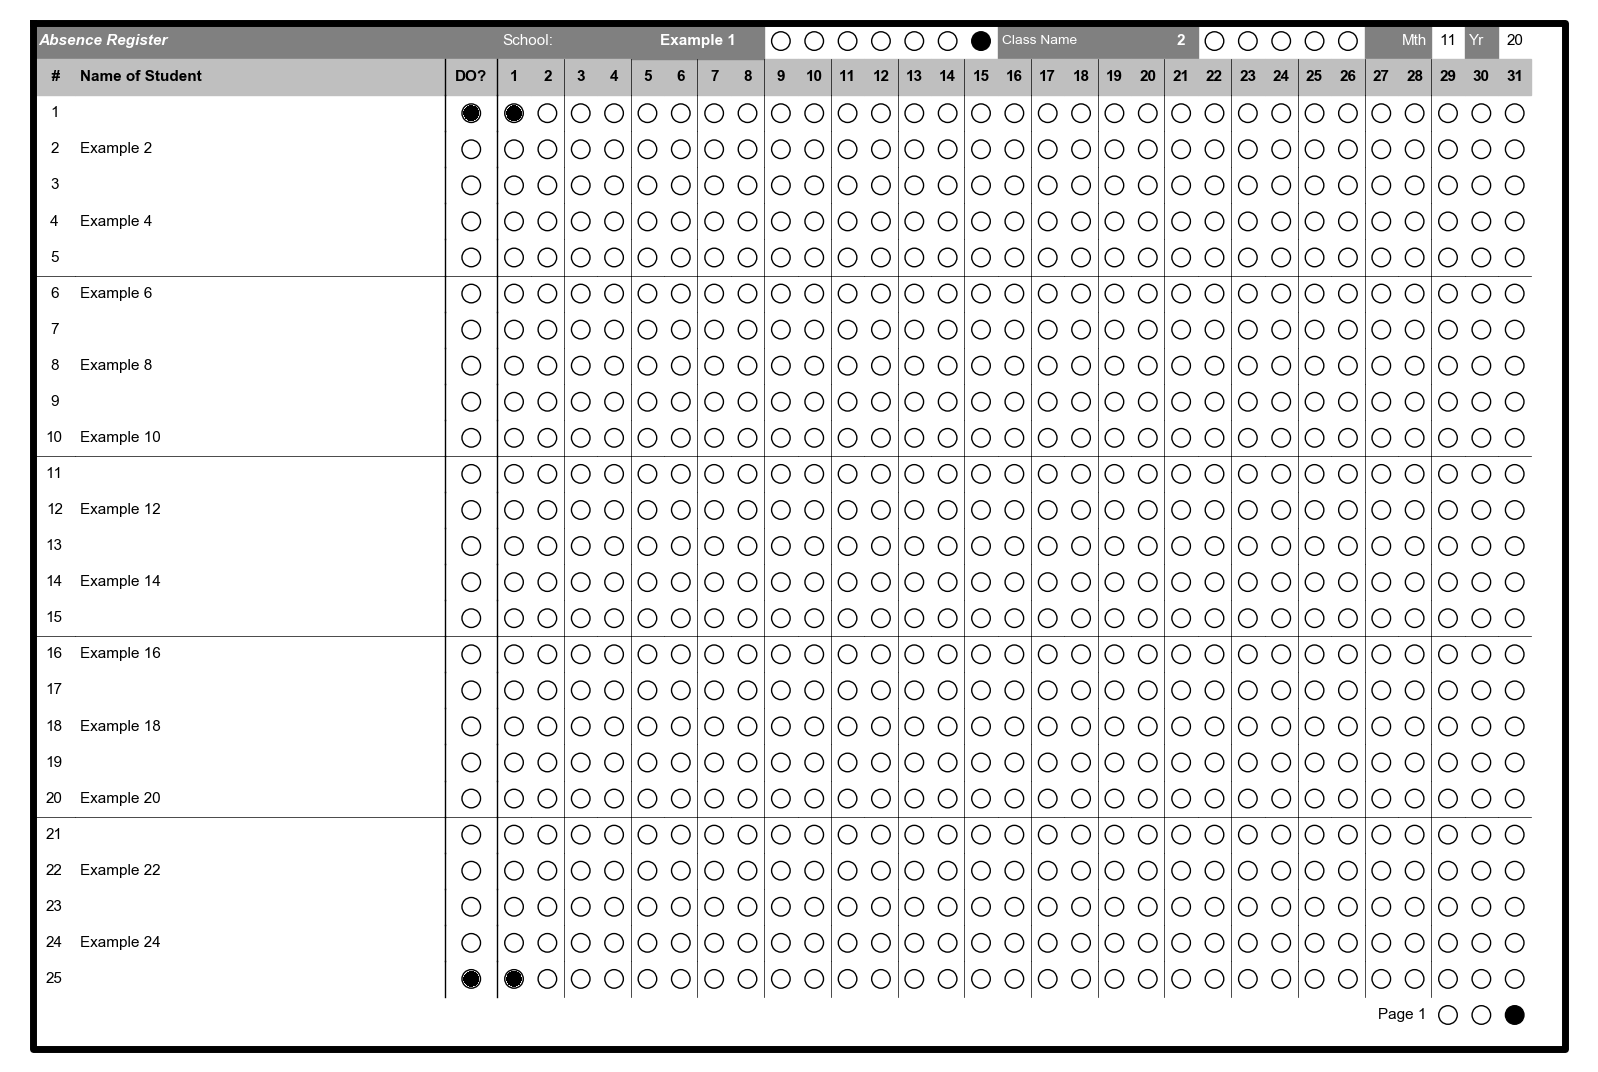 Absence Register School: Example 1 Class Name 2 Mth 11 Yr 20
# Name of Student DO? 1 2 3 4 5 6 7 8 9 10 11 12 13 14 15 16 17 18 19 20 21 22 23 24 25 26 27 28 29 30 31
1
2 Example 2
3
4 Example 4
5
6 Example 6
7
8 Example 8
9
10 Example 10
11
12 Example 12
13
14 Example 14
15
16 Example 16
17
18 Example 18
19
20 Example 20
21
22 Example 22
23
24 Example 24
25
Page 1